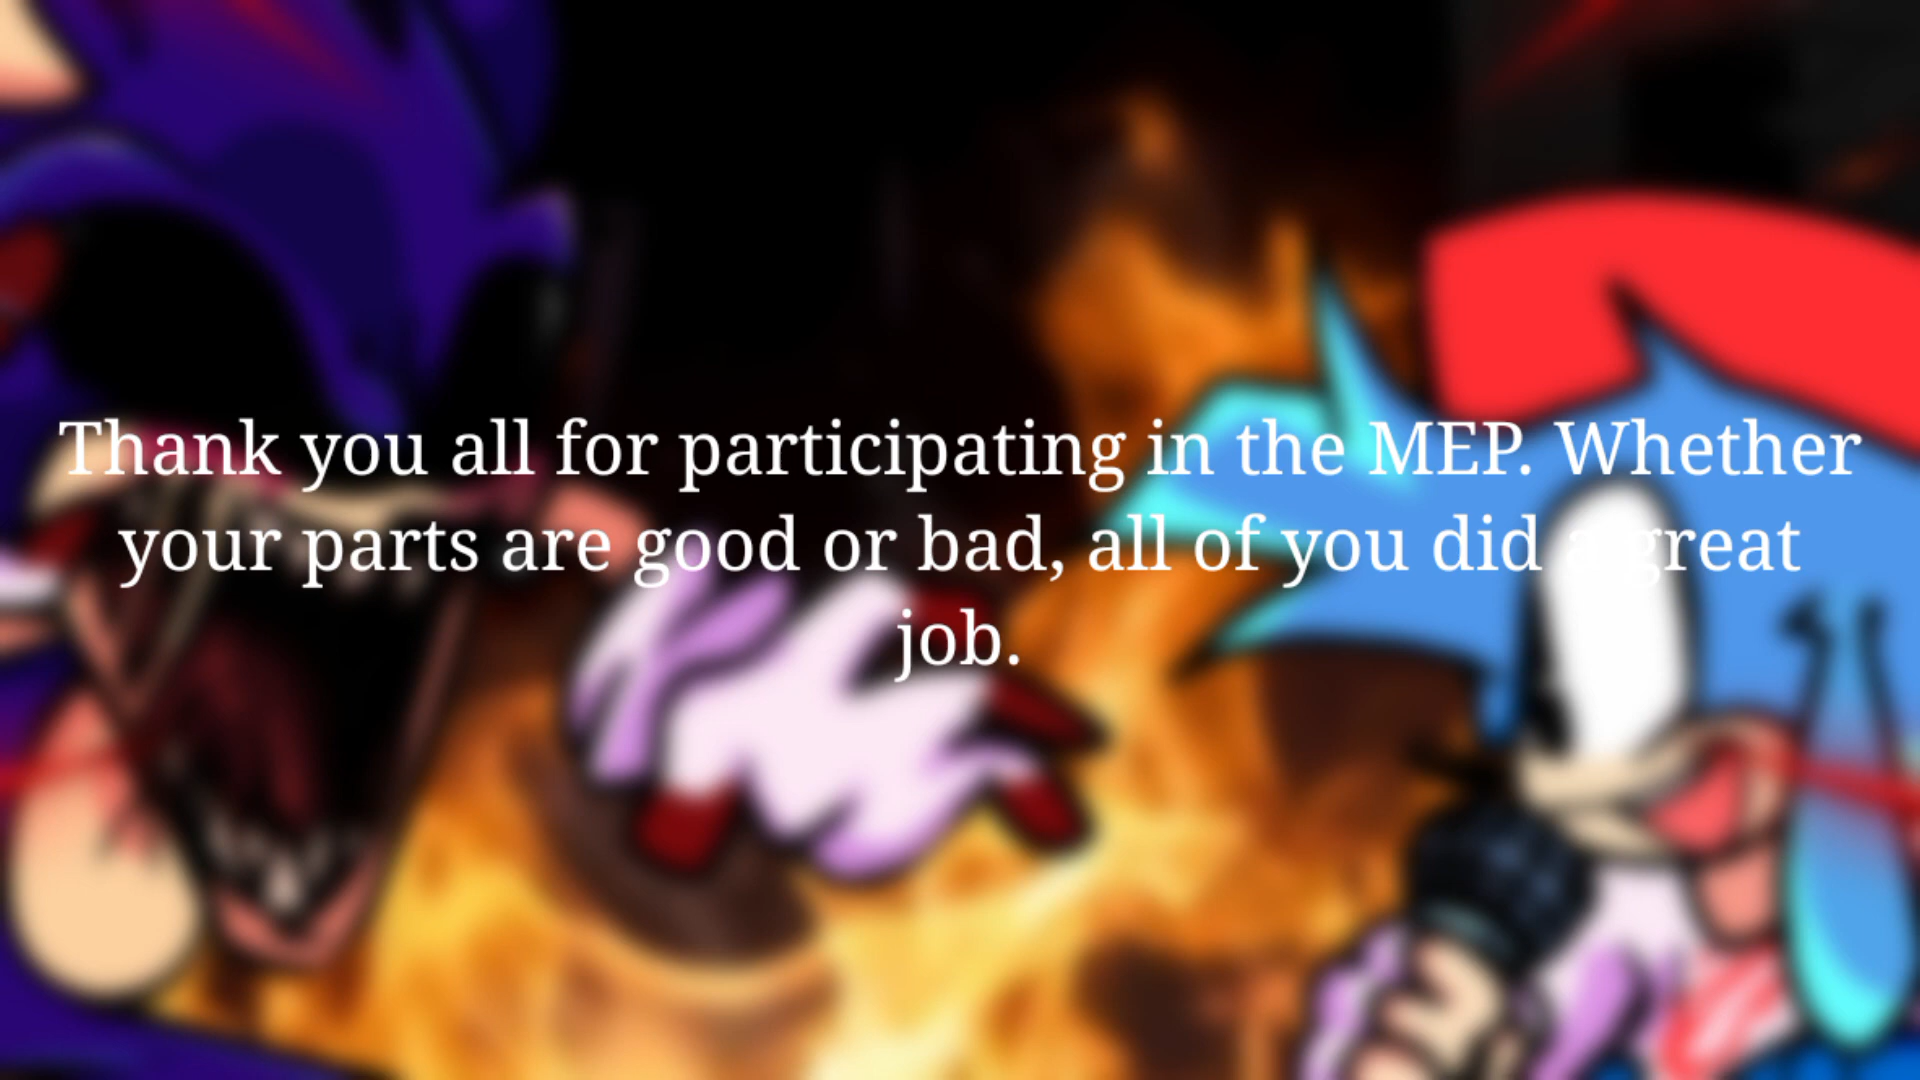 Thank you all for participating in the MEP. Whether
your parts are good or bad, all of you did a great
job.